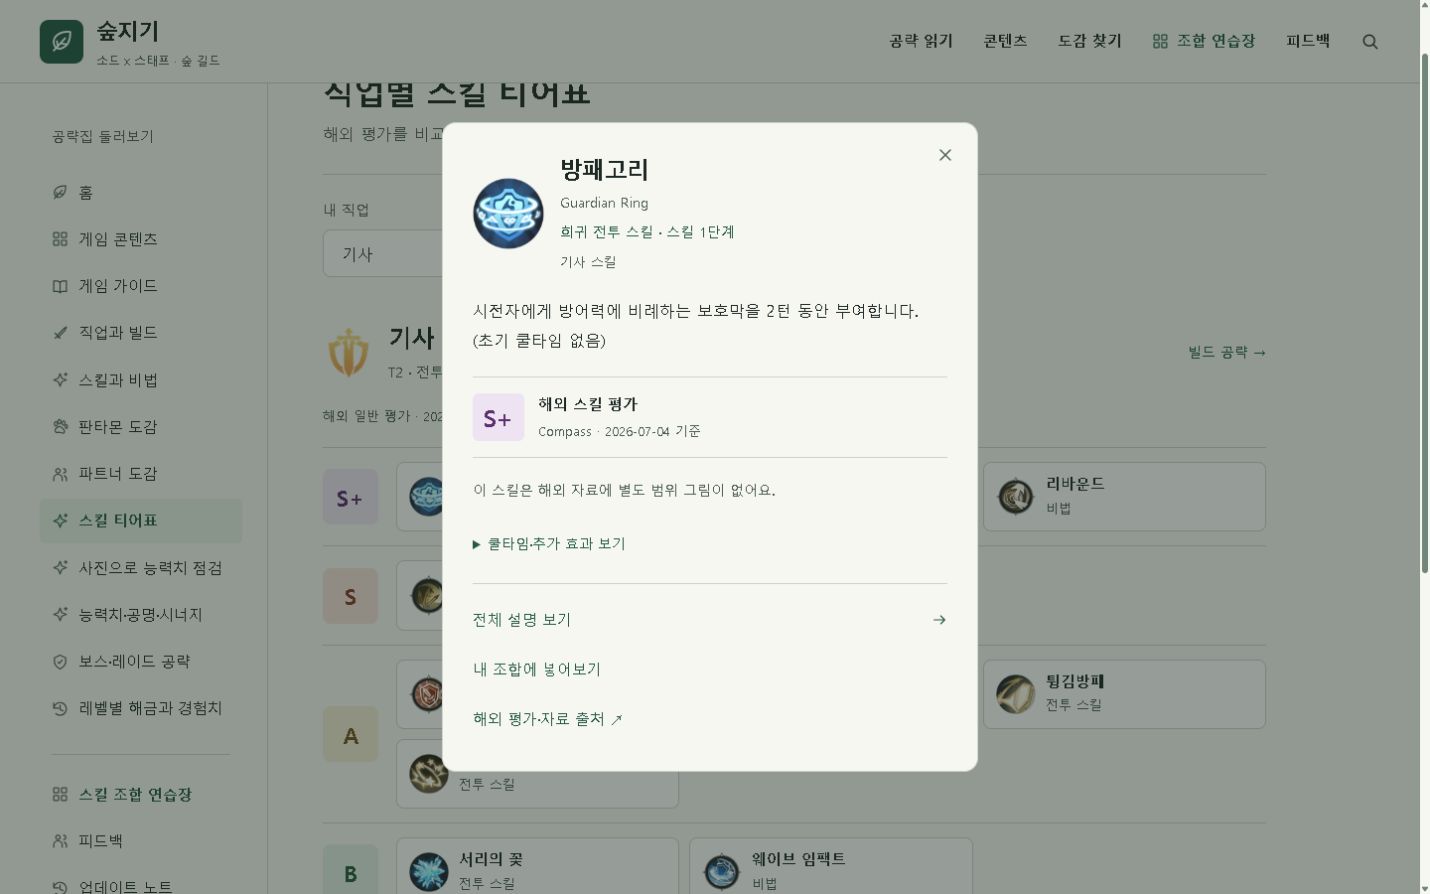 숲지기
소드 x 스태프 · 숲 길드
공략 읽기
콘텐츠
도감 찾기
조합 연습장
피드백
공략집 둘러보기
홈
게임 콘텐츠
게임 가이드
직업과 빌드
스킬과 비법
판타몬 도감
파트너 도감
스킬 티어표
사진으로 능력치 점검
능력치·공명·시너지
보스·레이드 공략
레벨별 해금과 경험치
스킬 조합 연습장
피드백
업데이트 노트
직업별 스킬 티어표
해외 평가를 비교
내 직업
기사
기사
T2 · 전투
빌드 공략 →
해외 일반 평가 · 202
S+
리바운드
비법
S
A
튕김방패
전투 스킬
전투 스킬
B
서리의 꽃
전투 스킬
웨이브 임팩트
비법
방패고리
Guardian Ring
희귀 전투 스킬 · 스킬 1단계
기사 스킬
시전자에게 방어력에 비례하는 보호막을 2턴 동안 부여합니다.
(초기 쿨타임 없음)
S+
해외 스킬 평가
Compass · 2026-07-04 기준
이 스킬은 해외 자료에 별도 범위 그림이 없어요.
▶ 쿨타임·추가 효과 보기
전체 설명 보기 →
내 조합에 넣어보기
해외 평가·자료 출처 ↗